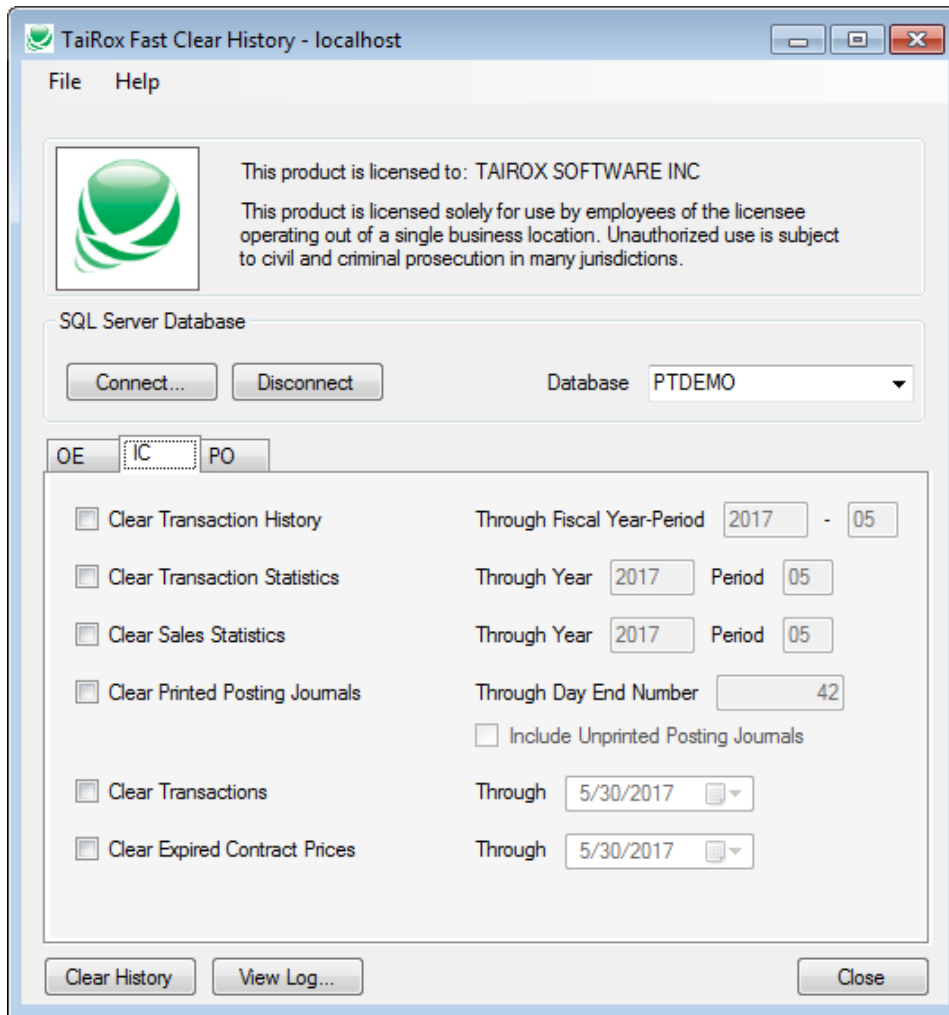 TaiRox Fast Clear History - localhost
File Help
This product is licensed to: TAIROX SOFTWARE INC
This product is licensed solely for use by employees of the licensee
operating out of a single business location. Unauthorized use is subject
to civil and criminal prosecution in many jurisdictions.
SQL Server Database
Connect... Disconnect Database PTDEMO
OE IC PO
Clear Transaction History Through Fiscal Year-Period 2017 - 05
Clear Transaction Statistics Through Year 2017 Period 05
Clear Sales Statistics Through Year 2017 Period 05
Clear Printed Posting Journals Through Day End Number 42
Include Unprinted Posting Journals
Clear Transactions Through 5/30/2017
Clear Expired Contract Prices Through 5/30/2017
Clear History View Log... Close